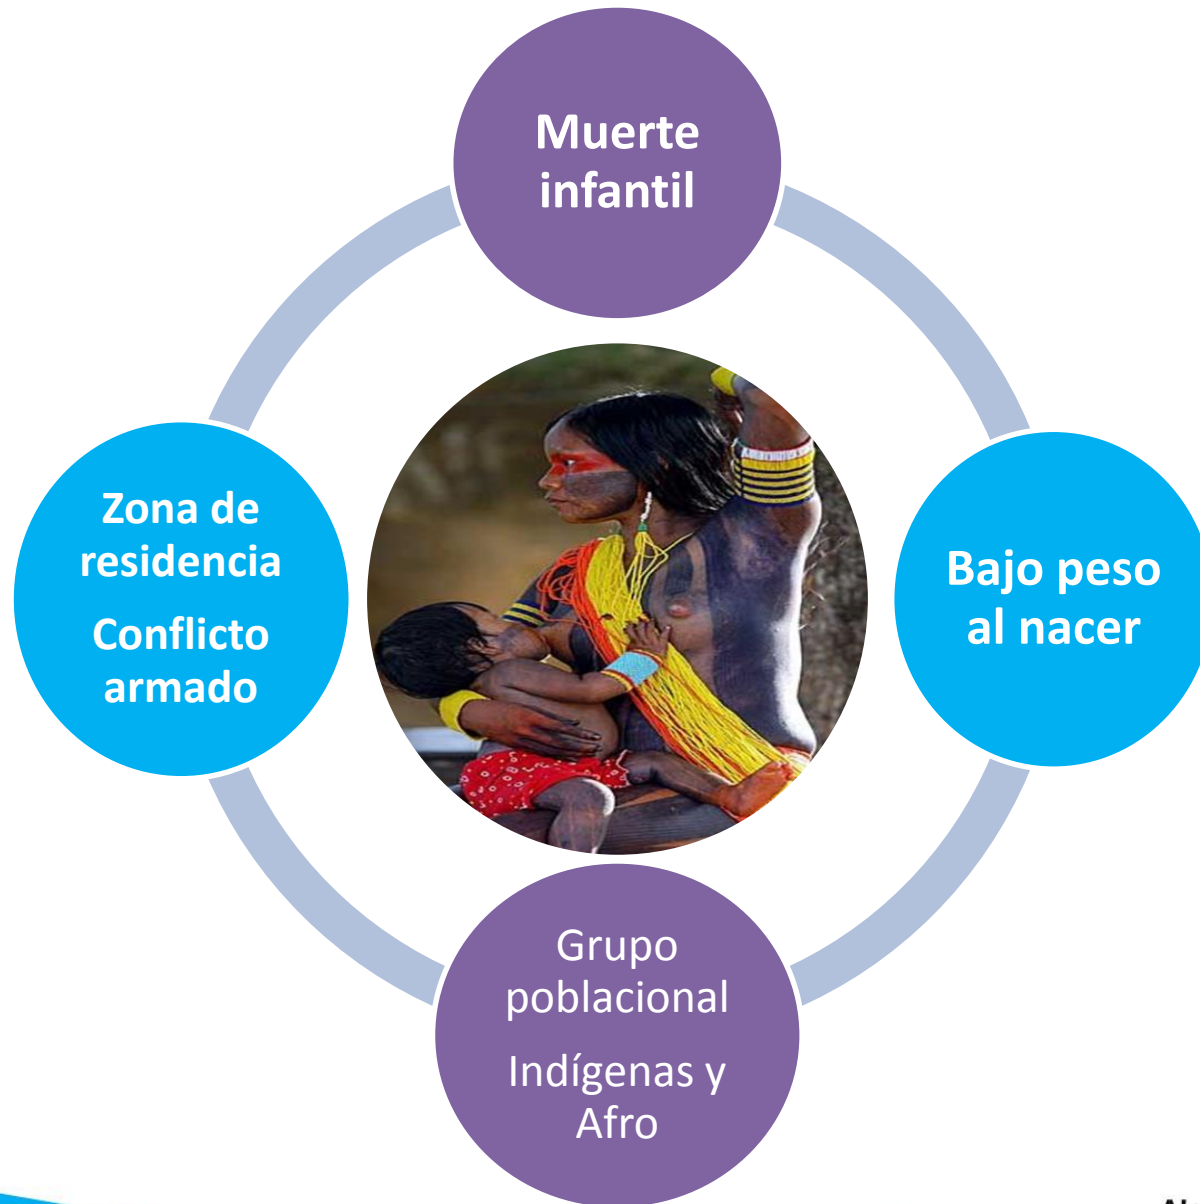 Muerte
infantil
Zona de
residencia
Conflicto
armado
Bajo peso
al nacer
Grupo
poblacional
Indígenas y
Afro